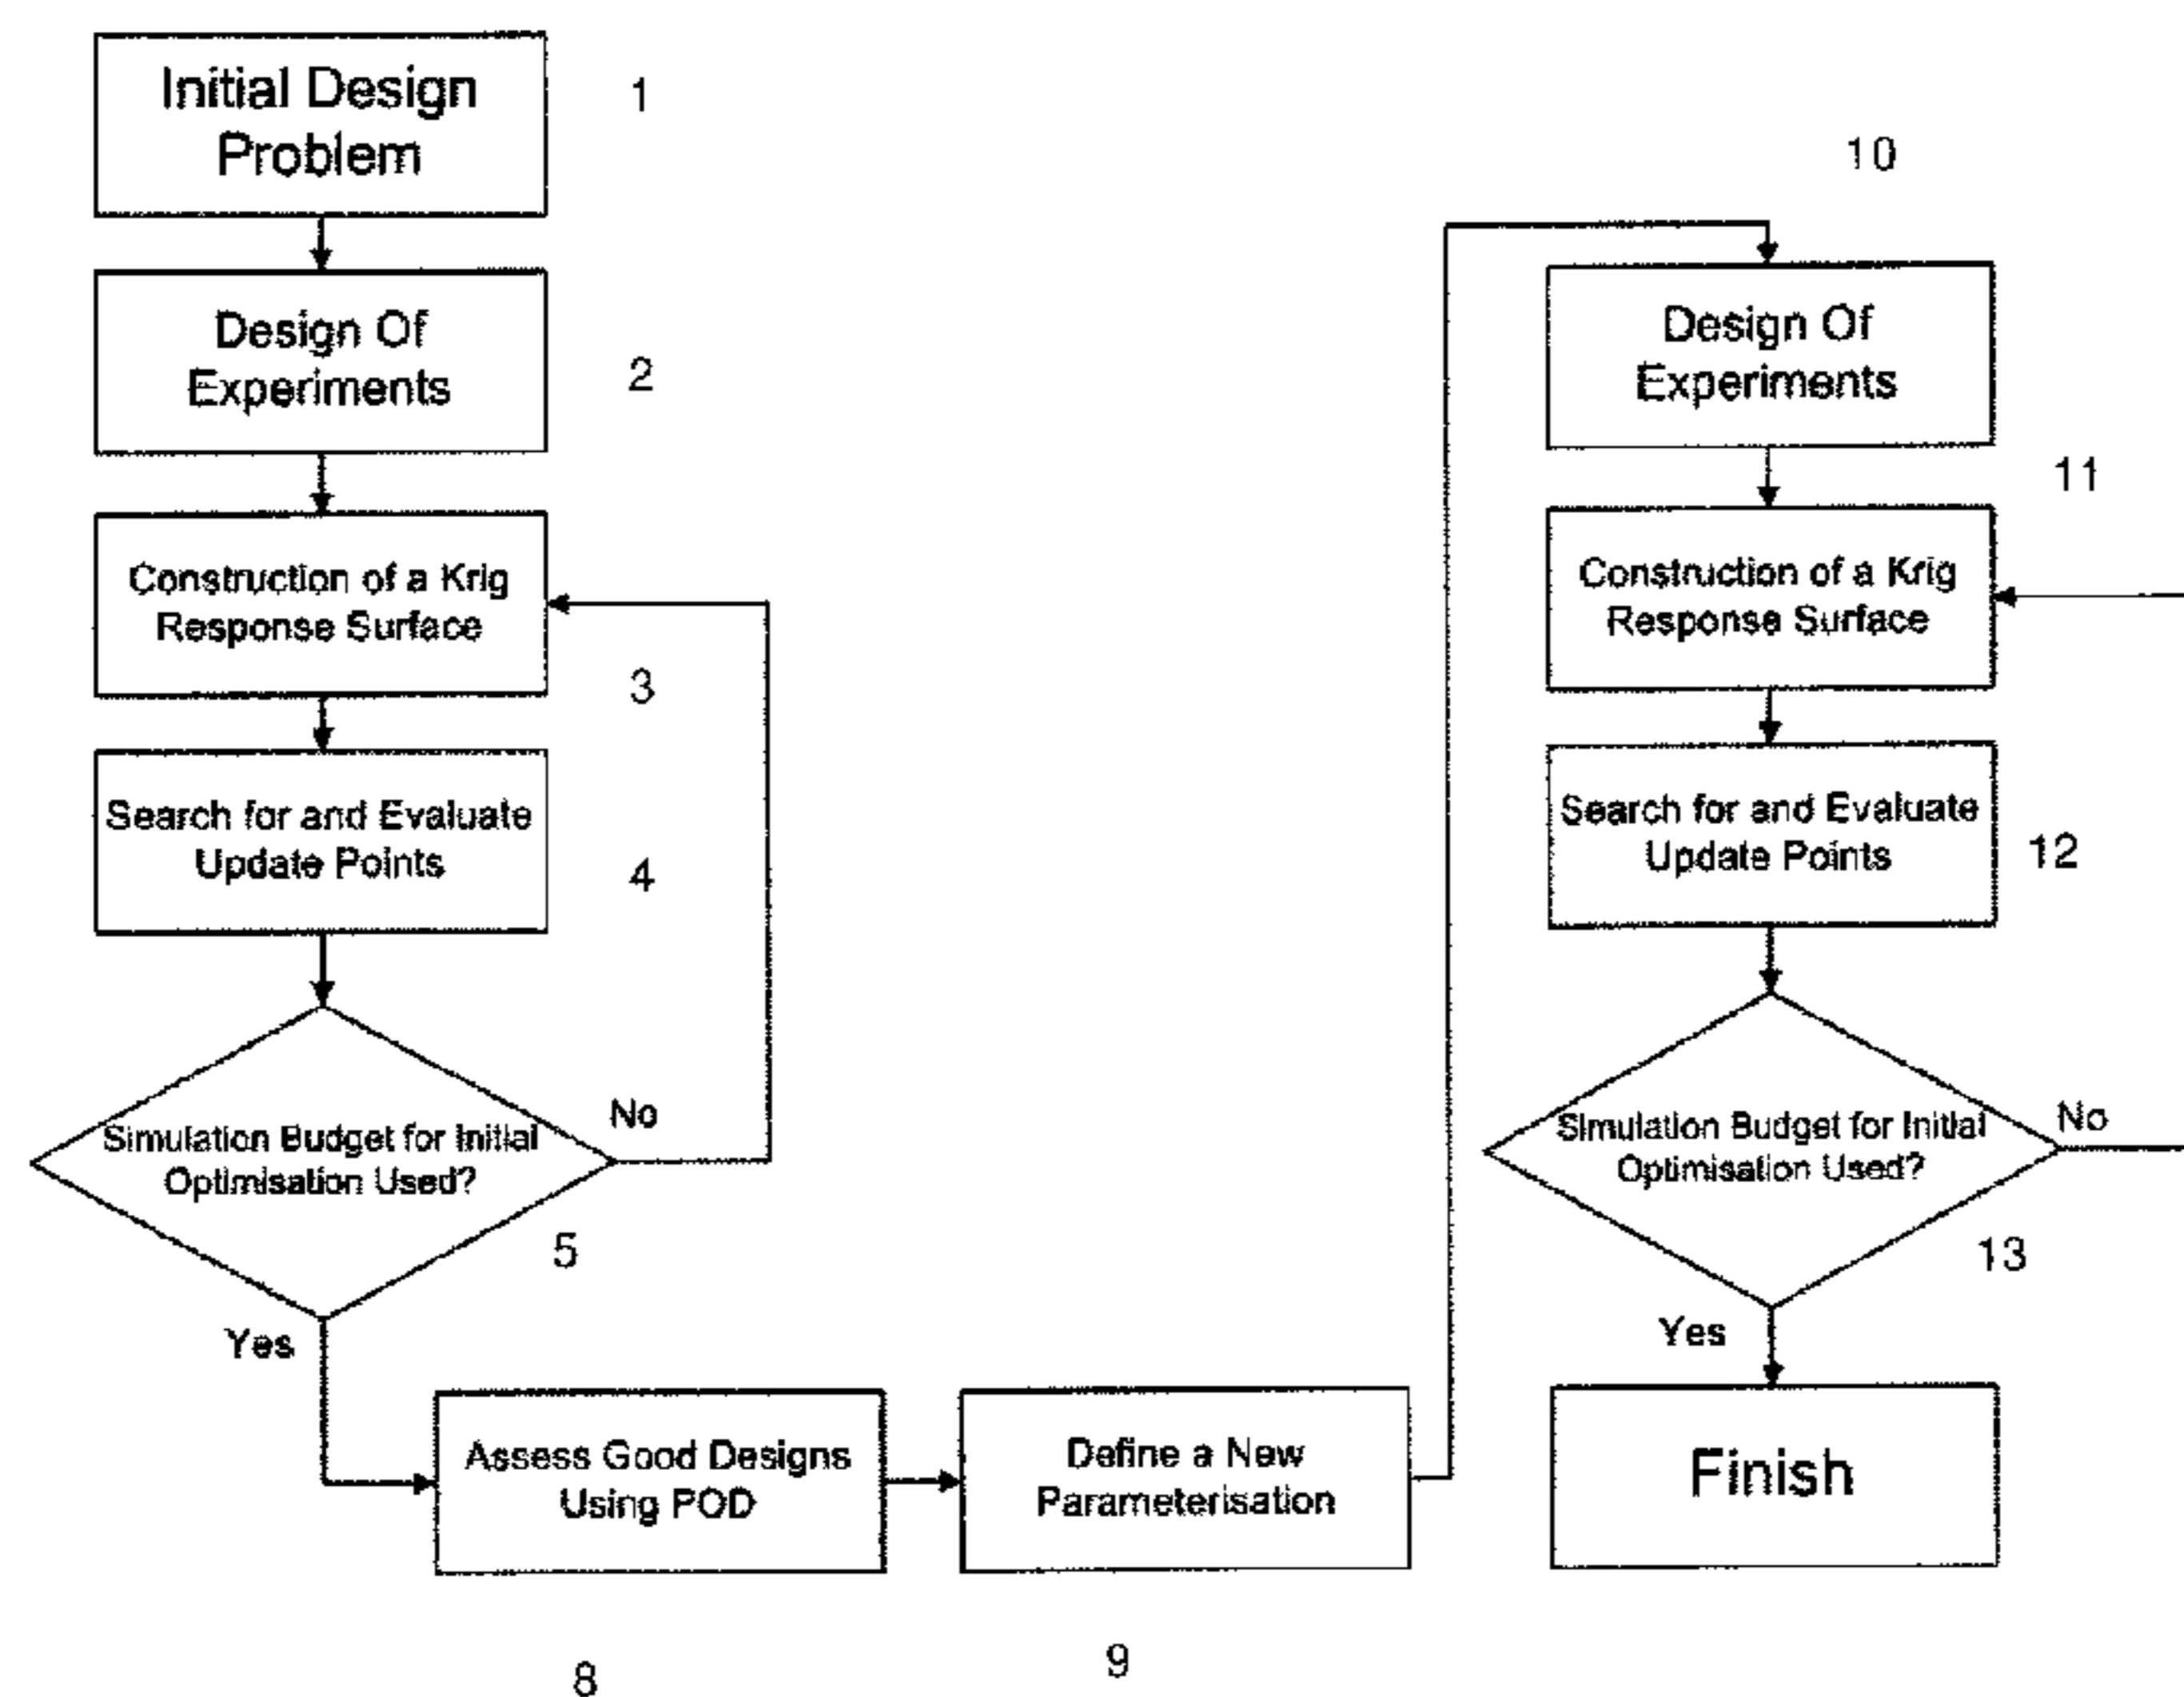 Initial Design
Problem
1
Design Of
Experiments
2
Construction of a Krig
Response Surface
3
Search for and Evaluate
Update Points
4
Simulation Budget for Initial
Optimisation Used?
No
5
Yes
Assess Good Designs
Using POD
8
Define a New
Parameterisation
9
10
Design Of
Experiments
11
Construction of a Krig
Response Surface
Search for and Evaluate
Update Points
12
Simulation Budget for Initial
Optimisation Used?
No
13
Yes
Finish